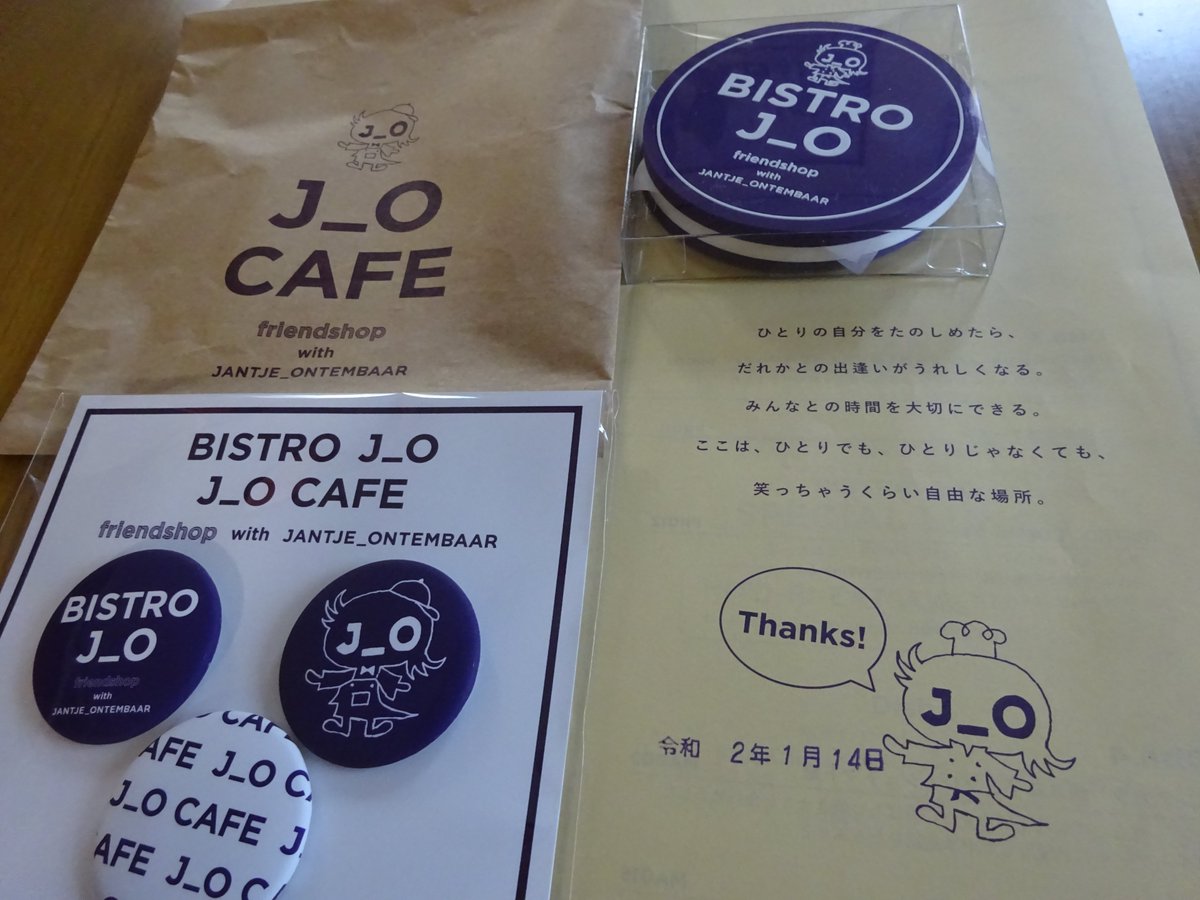 J_O
J_O
CAFE
friendshop
with
JANTJE_ONTEMBAAR
J_O
BISTRO
J_O
friendshop
with
JANTJE_ONTEMBAAR
ひとりの自分をたのしめたら、
だれかとの出逢いがうれしくなる。
みんなとの時間を大切にできる。
ここは、ひとりでも、ひとりじゃなくても、
笑っちゃうくらい自由な場所。
Thanks!
J_O
令和 2年1月14日
BISTRO J_O
J_O CAFE
friendshop with JANTJE_ONTEMBAAR
BISTRO
J_O
friendshop
with
JANTJE_ONTEMBAAR
J_O
CAFE
AFE J_O C
J_O CAFE J
AFE J_O C